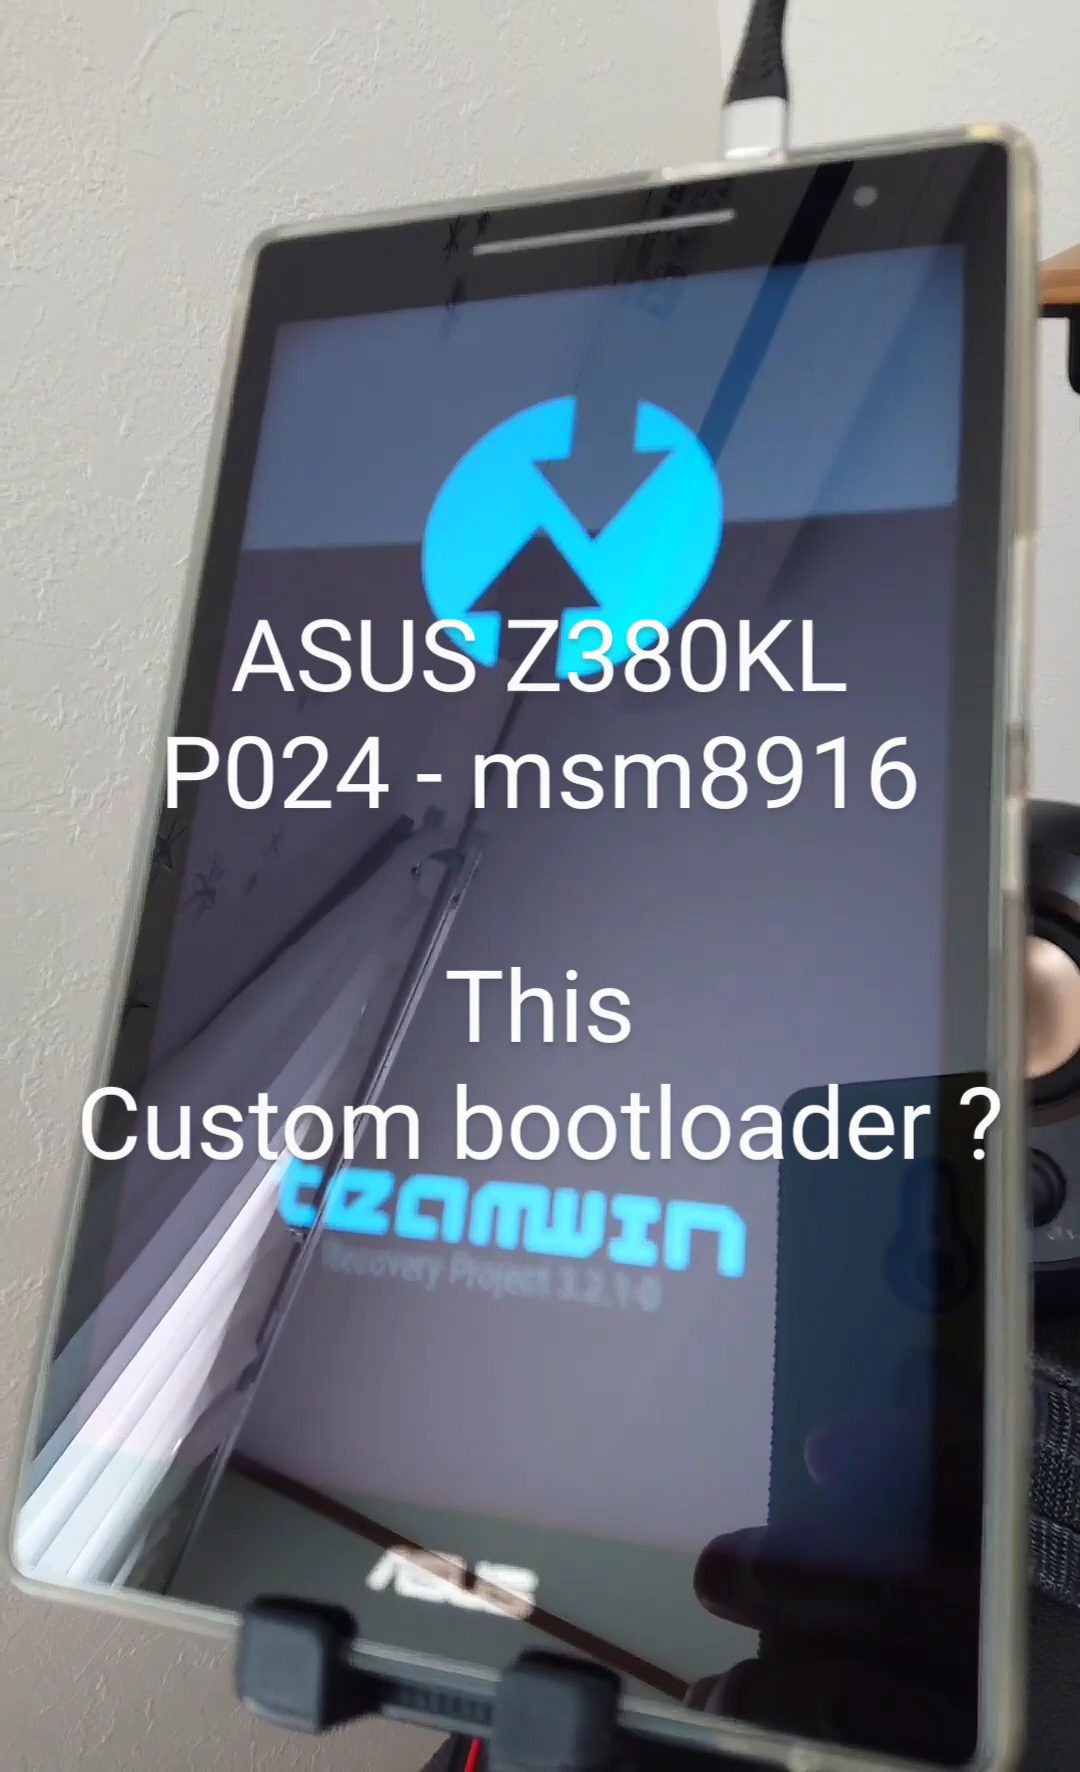 ASUS Z380KL
P024 - msm8916
This
Custom bootloader ?
teamwin
Recovery Project 3.2.1-0
ASUS